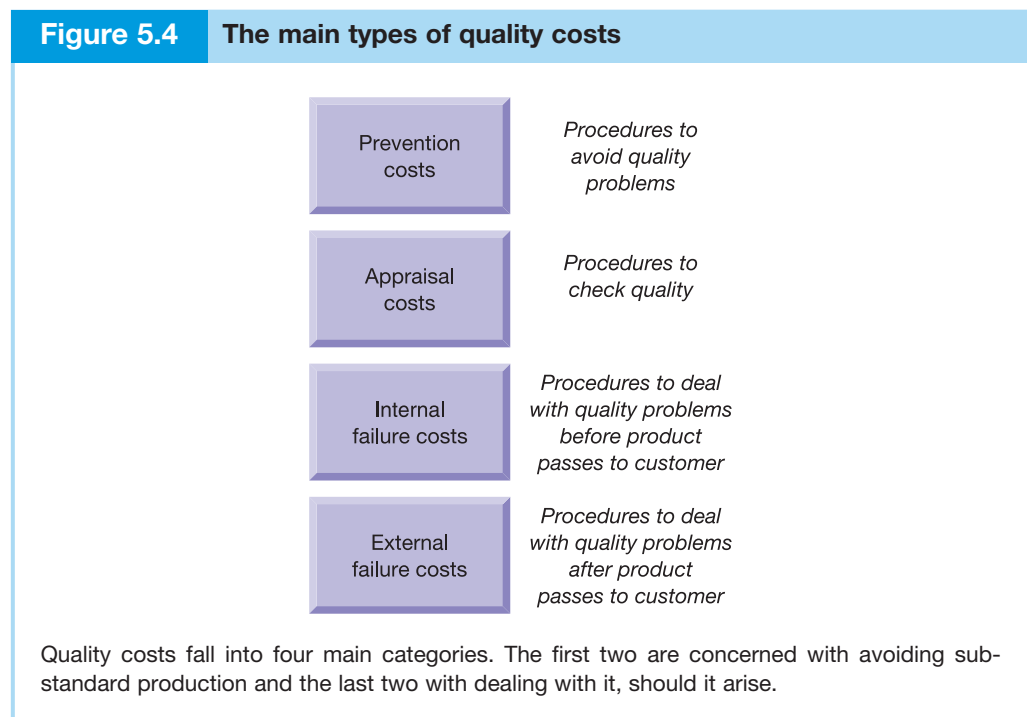 Figure 5.4 The main types of quality costs
Prevention
costs
Procedures to
avoid quality
problems
Appraisal
costs
Procedures to
check quality
Internal
failure costs
Procedures to deal
with quality problems
before product
passes to customer
External
failure costs
Procedures to deal
with quality problems
after product
passes to customer
Quality costs fall into four main categories. The first two are concerned with avoiding sub-
standard production and the last two with dealing with it, should it arise.